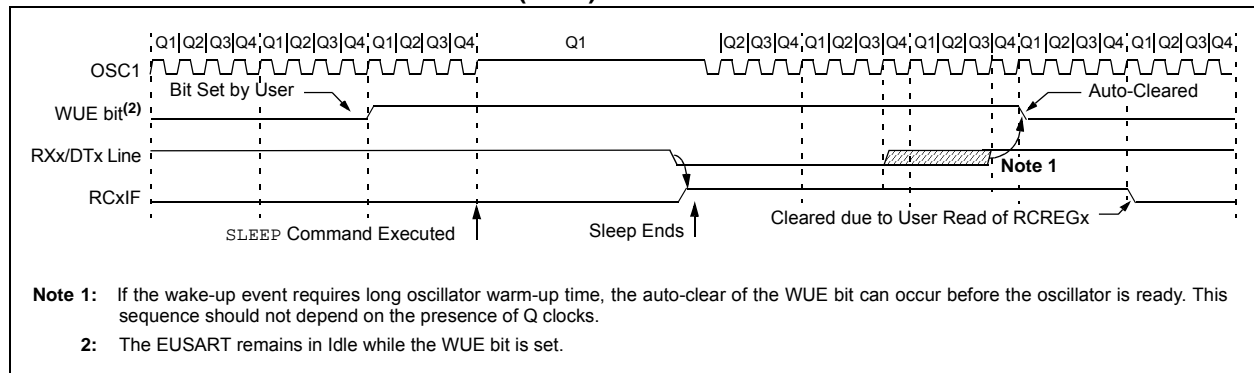 Q1 Q2 Q3 Q4 Q1 Q2 Q3 Q4 Q1 Q2 Q3 Q4 Q1 Q2 Q3 Q4 Q1 Q2 Q3 Q4 Q1 Q2 Q3 Q4 Q1 Q2 Q3 Q4 Q1 Q2 Q3 Q4
OSC1
Bit Set by User
Auto-Cleared
WUE bit(2)
RXx/DTx Line
Note 1
RCxIF
Cleared due to User Read of RCREGx
SLEEP Command Executed
Sleep Ends
Note 1: If the wake-up event requires long oscillator warm-up time, the auto-clear of the WUE bit can occur before the oscillator is ready. This
sequence should not depend on the presence of Q clocks.
2: The EUSART remains in Idle while the WUE bit is set.